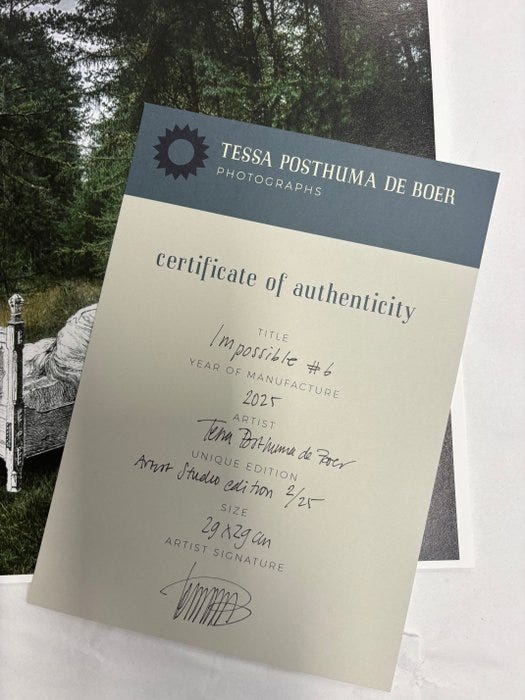 TESSA POSTHUMA DE BOER
PHOTOGRAPHS
certificate of authenticity
TITLE
Impossible #6
YEAR OF MANUFACTURE
2025
ARTIST
Tessa Posthuma de Boer
UNIQUE EDITION
Artist Studio edition 2/25
SIZE
29x29 cm
ARTIST SIGNATURE